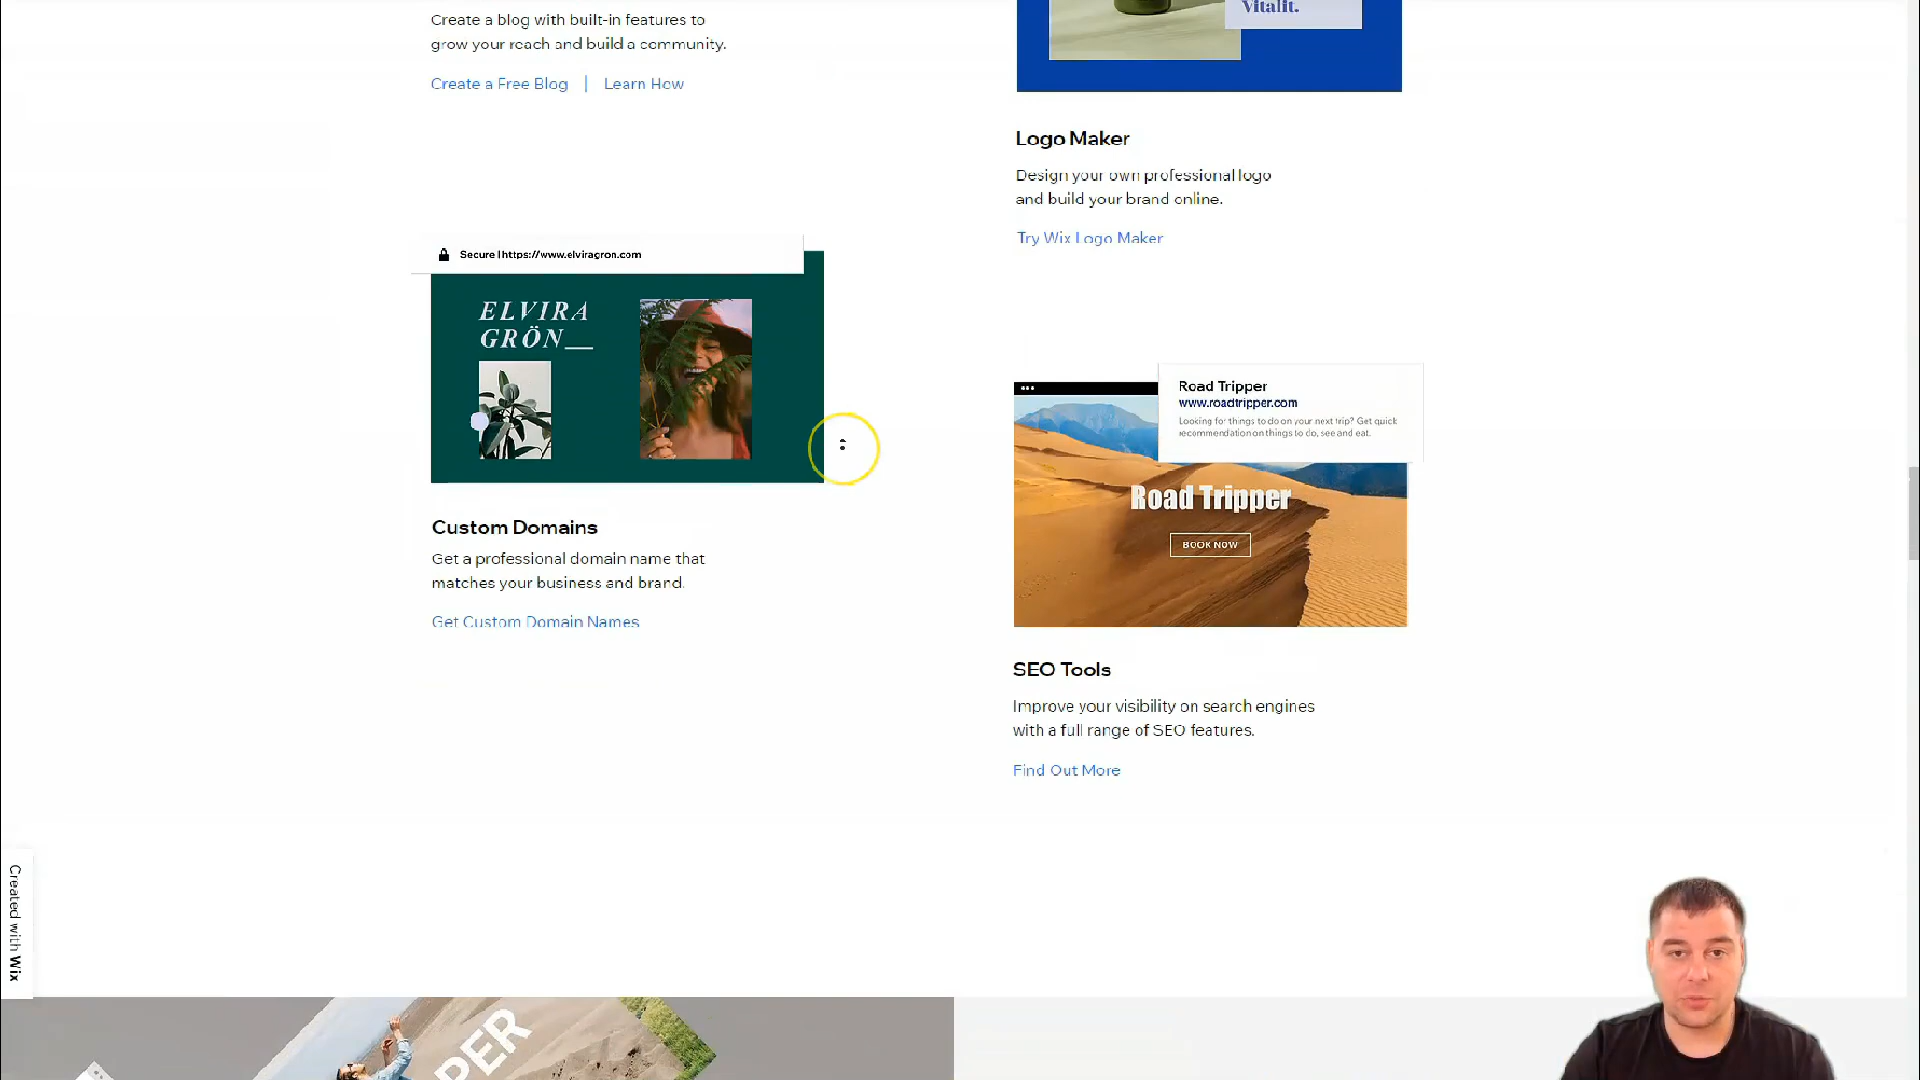 Create a blog with built-in features to
grow your reach and build a community.
Create a Free Blog | Learn How
Vitalit.
Logo Maker
Design your own professional logo
and build your brand online.
Try Wix Logo Maker
Secure | https://www.elviragron.com
ELVIRA
GRÖN__
Custom Domains
Get a professional domain name that
matches your business and brand.
Get Custom Domain Names
Road Tripper
www.roadtripper.com
Looking for things to do on your next trip? Get quick
recommendation on things to do, see and eat.
Road Tripper
BOOK NOW
SEO Tools
Improve your visibility on search engines
with a full range of SEO features.
Find Out More
Created with Wix
PER